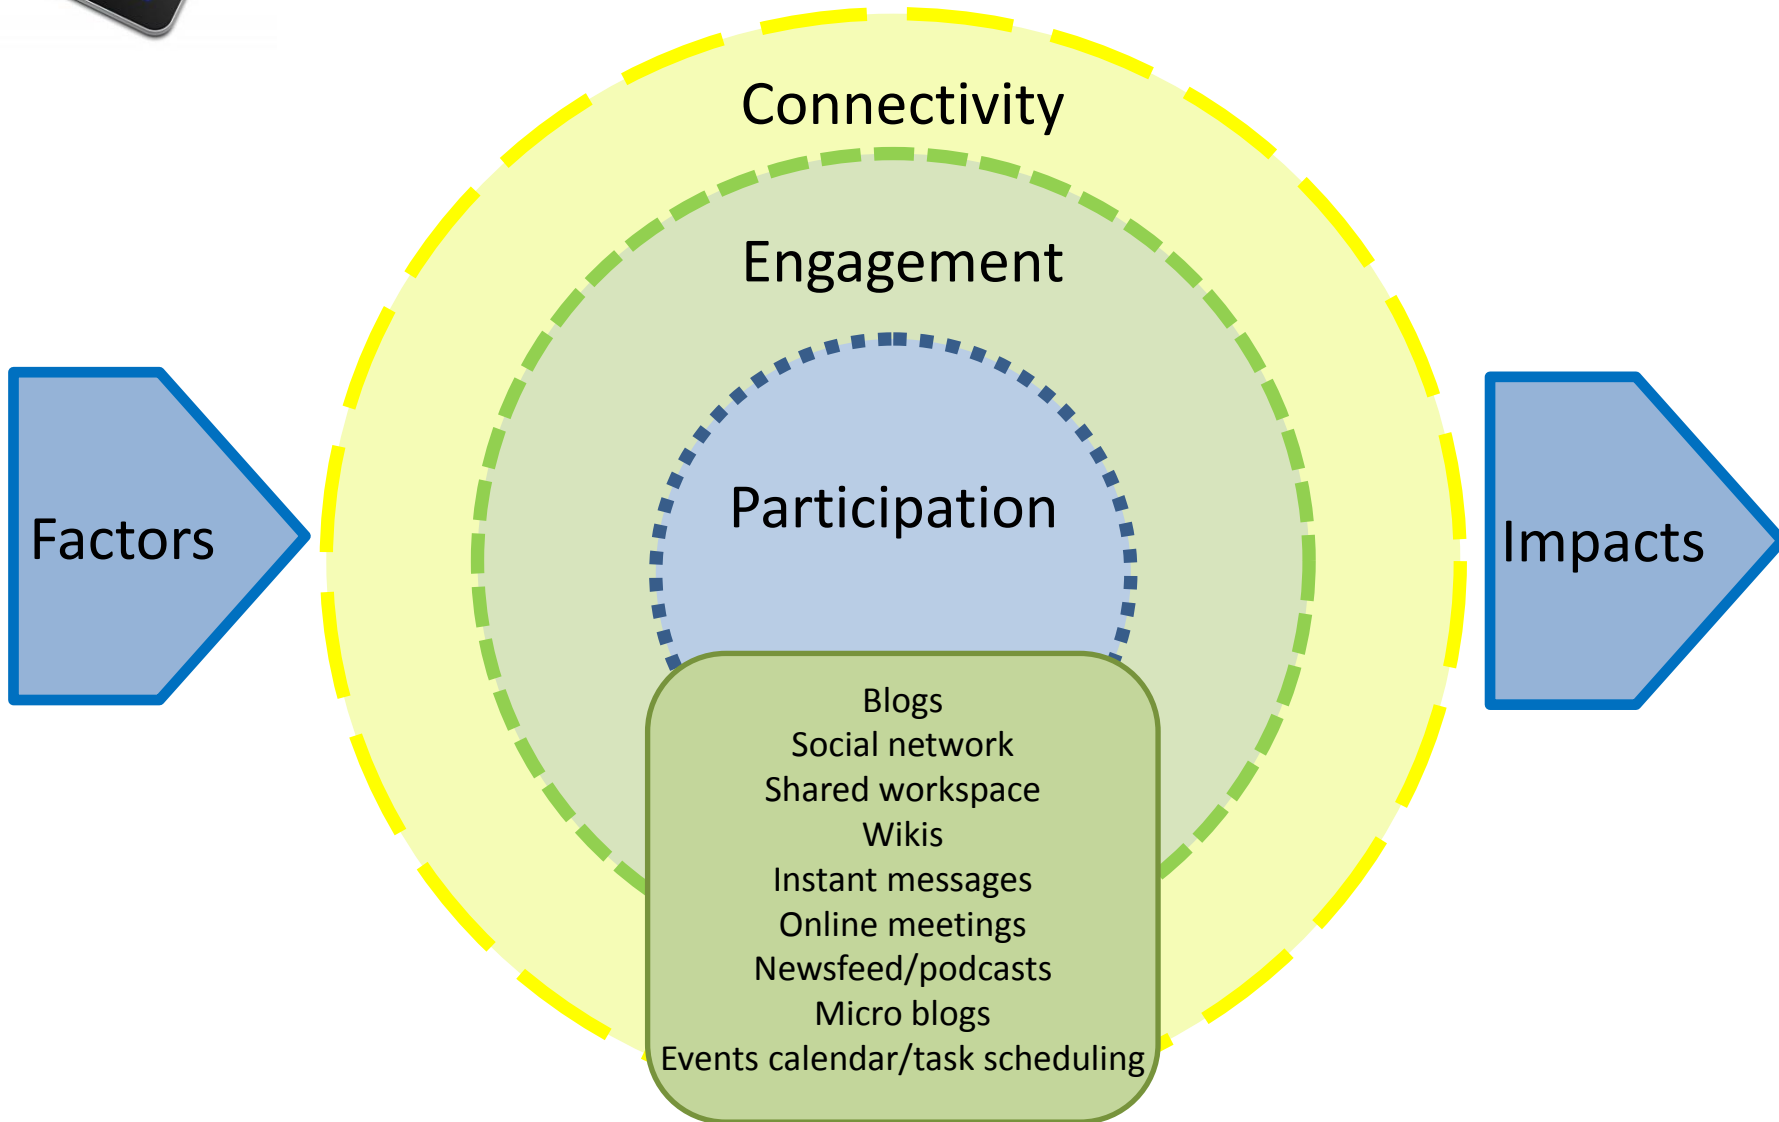 Connectivity
Engagement
Participation
Factors
Impacts
Blogs
Social network
Shared workspace
Wikis
Instant messages
Online meetings
Newsfeed/podcasts
Micro blogs
Events calendar/task scheduling